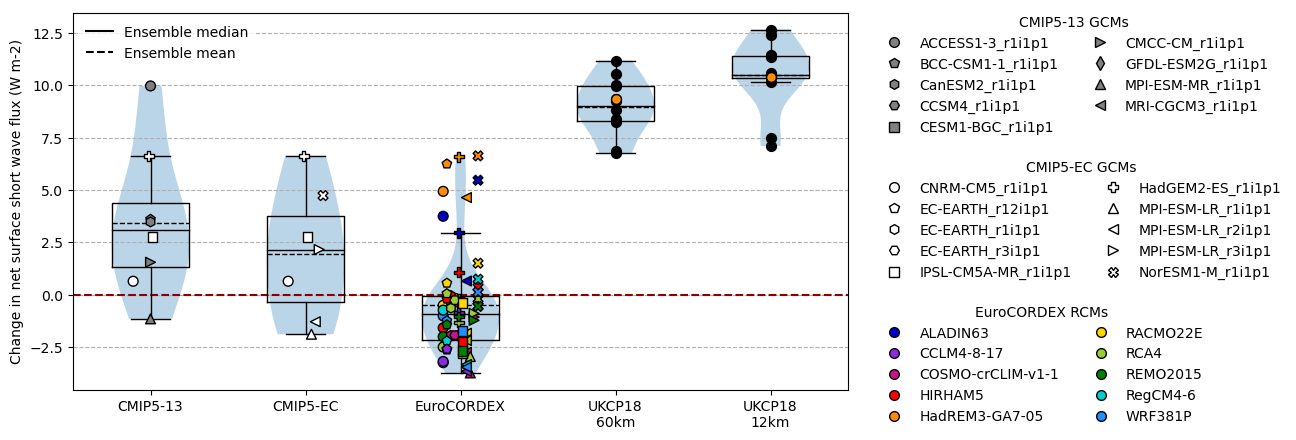 Change in net surface short wave flux (W m-2)
12.5
10.0
7.5
5.0
2.5
0.0
−2.5
Ensemble median
Ensemble mean
CMIP5-13
CMIP5-EC
EuroCORDEX
UKCP18
60km
UKCP18
12km
CMIP5-13 GCMs
ACCESS1-3_r1i1p1
BCC-CSM1-1_r1i1p1
CanESM2_r1i1p1
CCSM4_r1i1p1
CESM1-BGC_r1i1p1
CMCC-CM_r1i1p1
GFDL-ESM2G_r1i1p1
MPI-ESM-MR_r1i1p1
MRI-CGCM3_r1i1p1
CMIP5-EC GCMs
CNRM-CM5_r1i1p1
EC-EARTH_r12i1p1
EC-EARTH_r1i1p1
EC-EARTH_r3i1p1
IPSL-CM5A-MR_r1i1p1
HadGEM2-ES_r1i1p1
MPI-ESM-LR_r1i1p1
MPI-ESM-LR_r2i1p1
MPI-ESM-LR_r3i1p1
NorESM1-M_r1i1p1
EuroCORDEX RCMs
ALADIN63
CCLM4-8-17
COSMO-crCLIM-v1-1
HIRHAM5
HadREM3-GA7-05
RACMO22E
RCA4
REMO2015
RegCM4-6
WRF381P